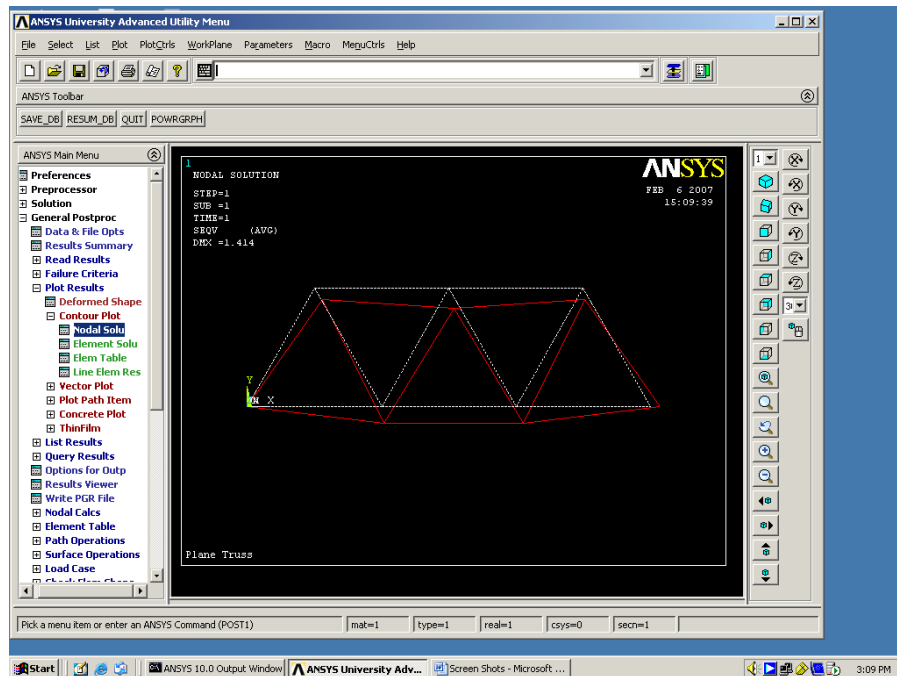 ANSYS University Advanced Utility Menu
File Select List Plot PlotCtrls WorkPlane Parameters Macro MenuCtrls Help
ANSYS Toolbar
SAVE_DB RESUM_DB QUIT POWRGRPH
ANSYS Main Menu
Preferences
Preprocessor
Solution
General Postproc
Data & File Opts
Results Summary
Read Results
Failure Criteria
Plot Results
Deformed Shape
Contour Plot
Nodal Solu
Element Solu
Elem Table
Line Elem Res
Vector Plot
Plot Path Item
Concrete Plot
ThinFilm
List Results
Query Results
Options for Outp
Results Viewer
Write PGR File
Nodal Calcs
Element Table
Path Operations
Surface Operations
Load Case
1
NODAL SOLUTION
STEP=1
SUB =1
TIME=1
SEQV (AVG)
DMX =1.414
ANSYS
FEB 6 2007
15:09:39
Y
X
Plane Truss
1
Pick a menu item or enter an ANSYS Command (POST1)
mat=1
type=1
real=1
csys=0
secn=1
Start
ANSYS 10.0 Output Window
ANSYS University Adv...
Screen Shots - Microsoft ...
3:09 PM